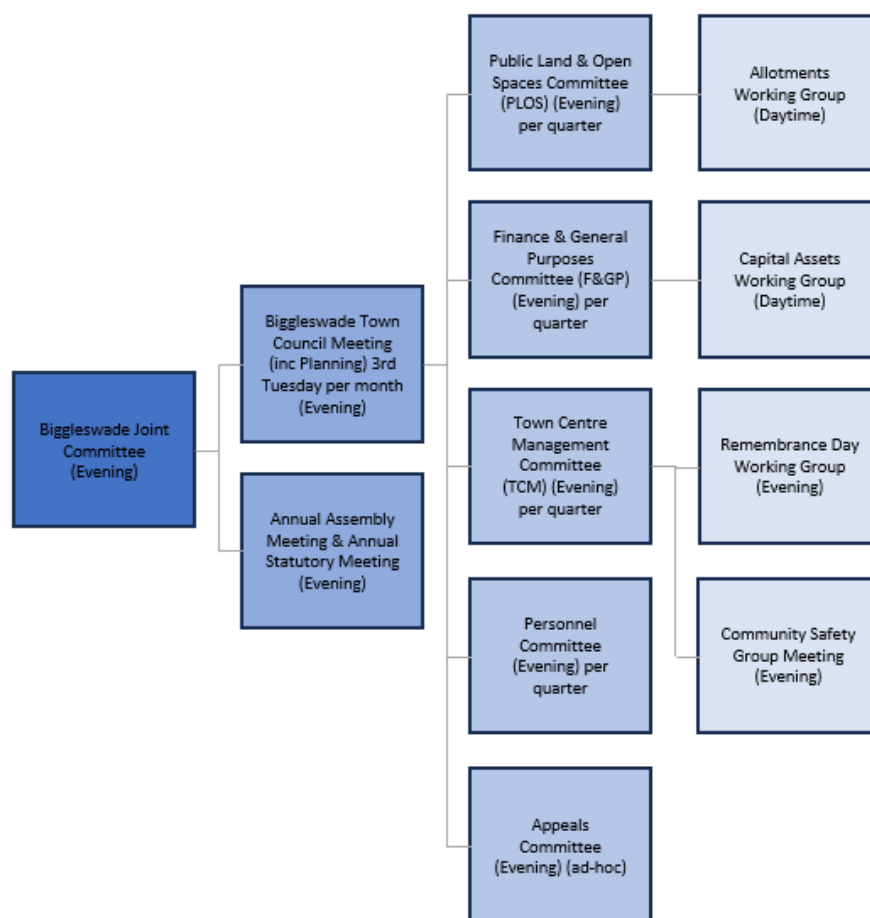 Biggleswade Joint
Committee
(Evening)
Biggleswade Town
Council Meeting
(inc Planning) 3rd
Tuesday per month
(Evening)
Annual Assembly
Meeting & Annual
Statutory Meeting
(Evening)
Public Land & Open
Spaces Committee
(PLOS) (Evening)
per quarter
Finance & General
Purposes
Committee (F&GP)
(Evening) per
quarter
Town Centre
Management
Committee
(TCM) (Evening)
per quarter
Personnel
Committee
(Evening) per
quarter
Appeals
Committee
(Evening) (ad-hoc)
Allotments
Working Group
(Daytime)
Capital Assets
Working Group
(Daytime)
Remembrance Day
Working Group
(Evening)
Community Safety
Group Meeting
(Evening)